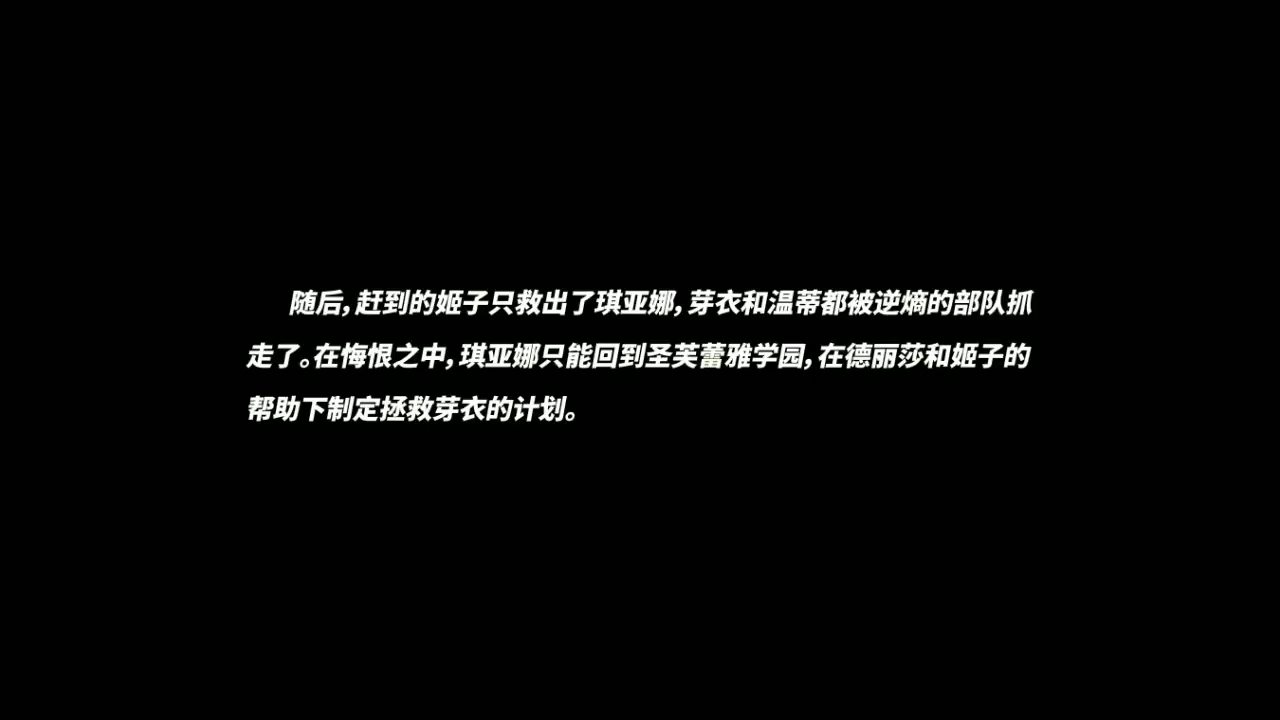 随后,赶到的姬子只救出了琪亚娜,芽衣和温蒂都被逆熵的部队抓
走了。在悔恨之中,琪亚娜只能回到圣芙蕾雅学园,在德丽莎和姬子的
帮助下制定拯救芽衣的计划。